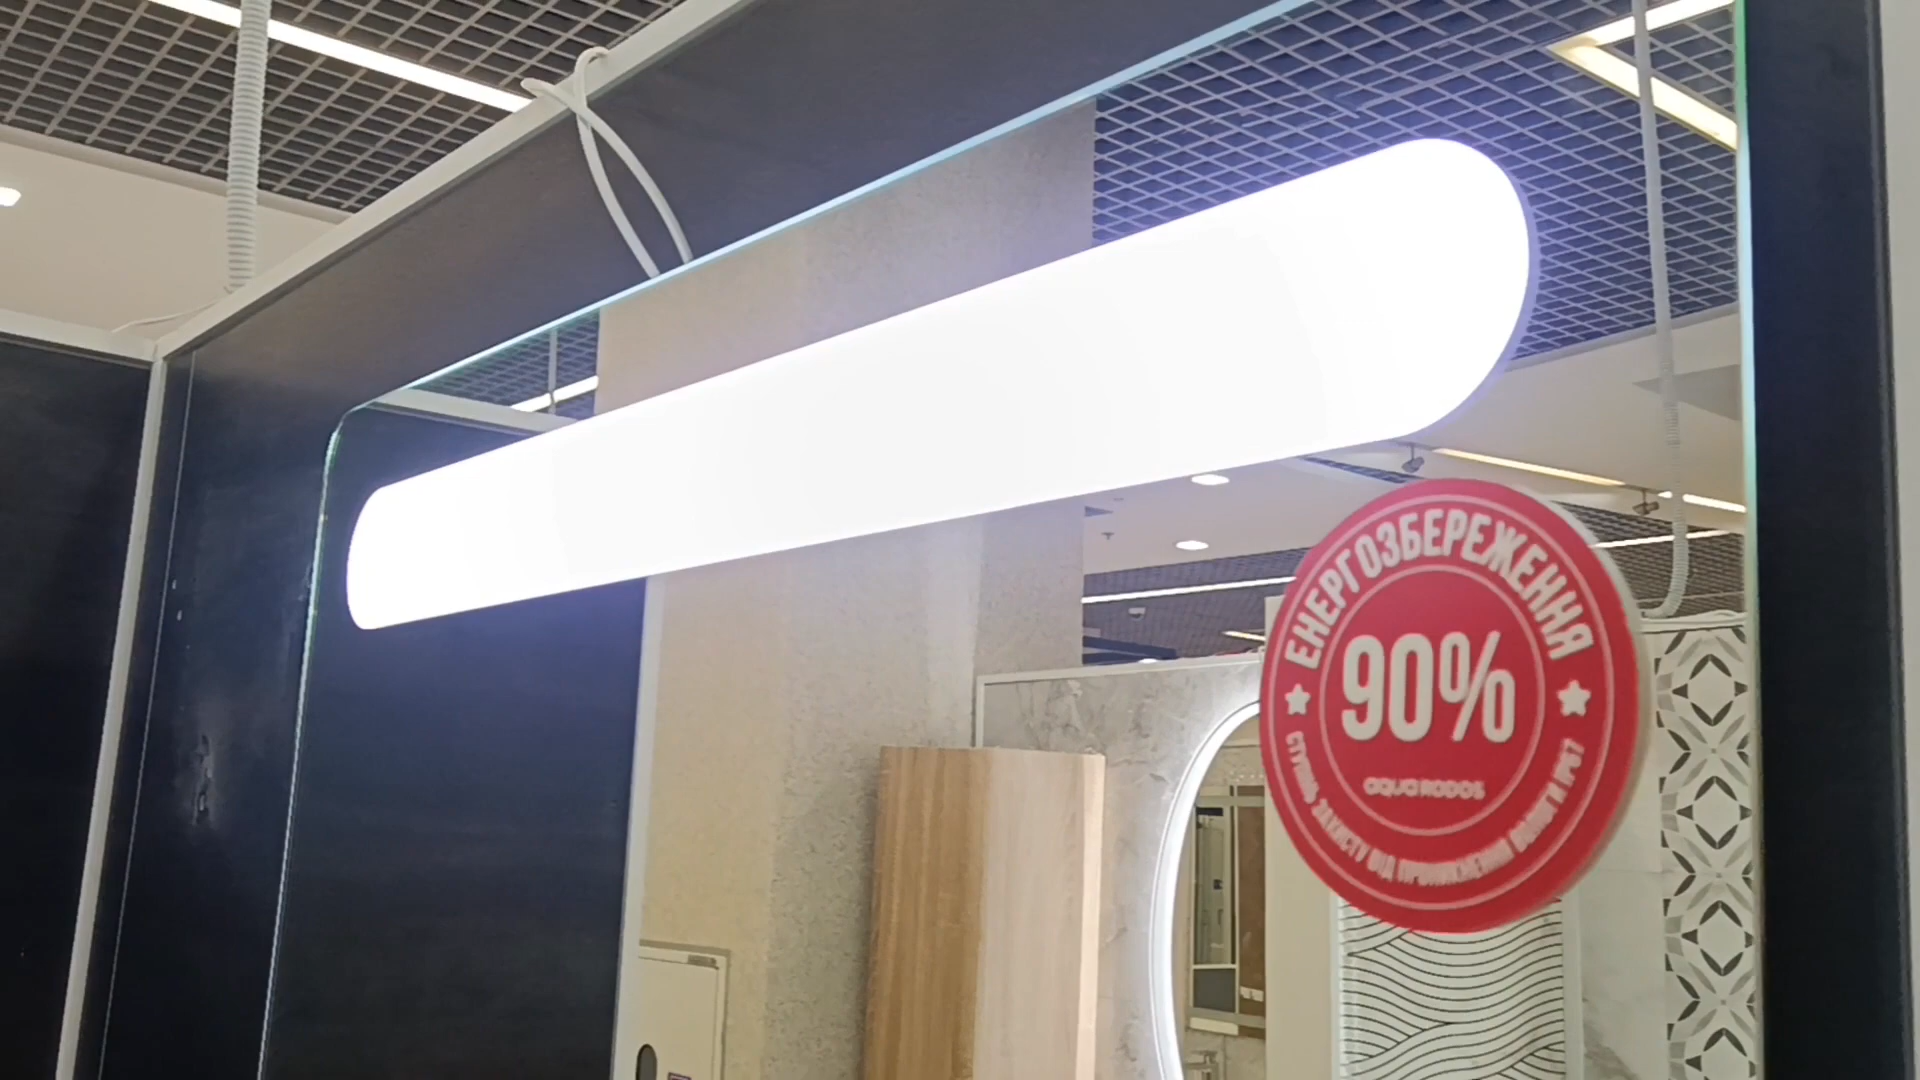 ЕНЕРГОЗБЕРЕЖЕННЯ
90%
AQUA RODOS
СТУПІНЬ ЗАХИСТУ ВІД ПРОНИКНЕННЯ ВОЛОГИ IP67